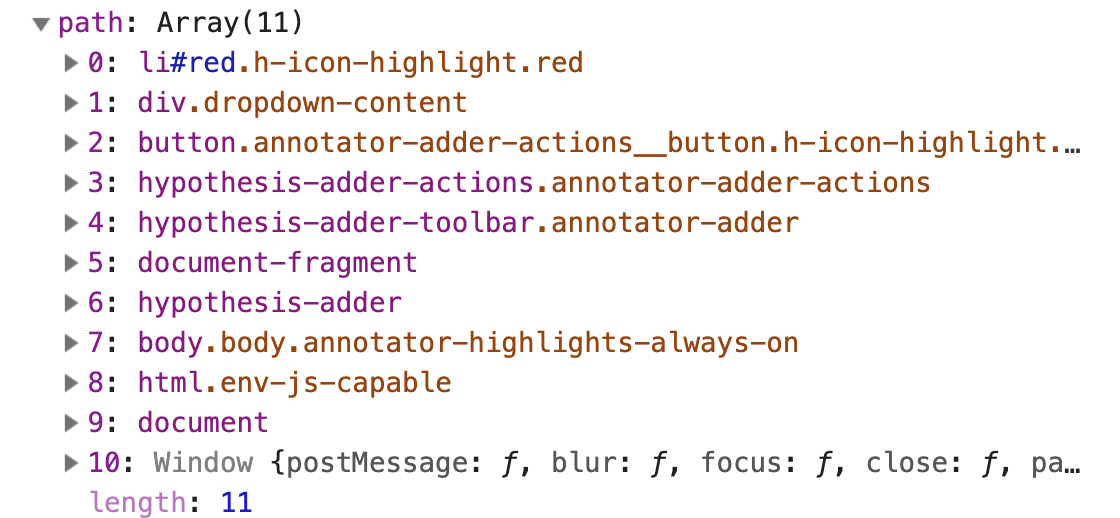 path: Array(11)
0: li#red.h-icon-highlight.red
1: div.dropdown-content
2: button.annotator-adder-actions__button.h-icon-highlight.…
3: hypothesis-adder-actions.annotator-adder-actions
4: hypothesis-adder-toolbar.annotator-adder
5: document-fragment
6: hypothesis-adder
7: body.body.annotator-highlights-always-on
8: html.env-js-capable
9: document
10: Window {postMessage: ƒ, blur: ƒ, focus: ƒ, close: ƒ, pa…
length: 11